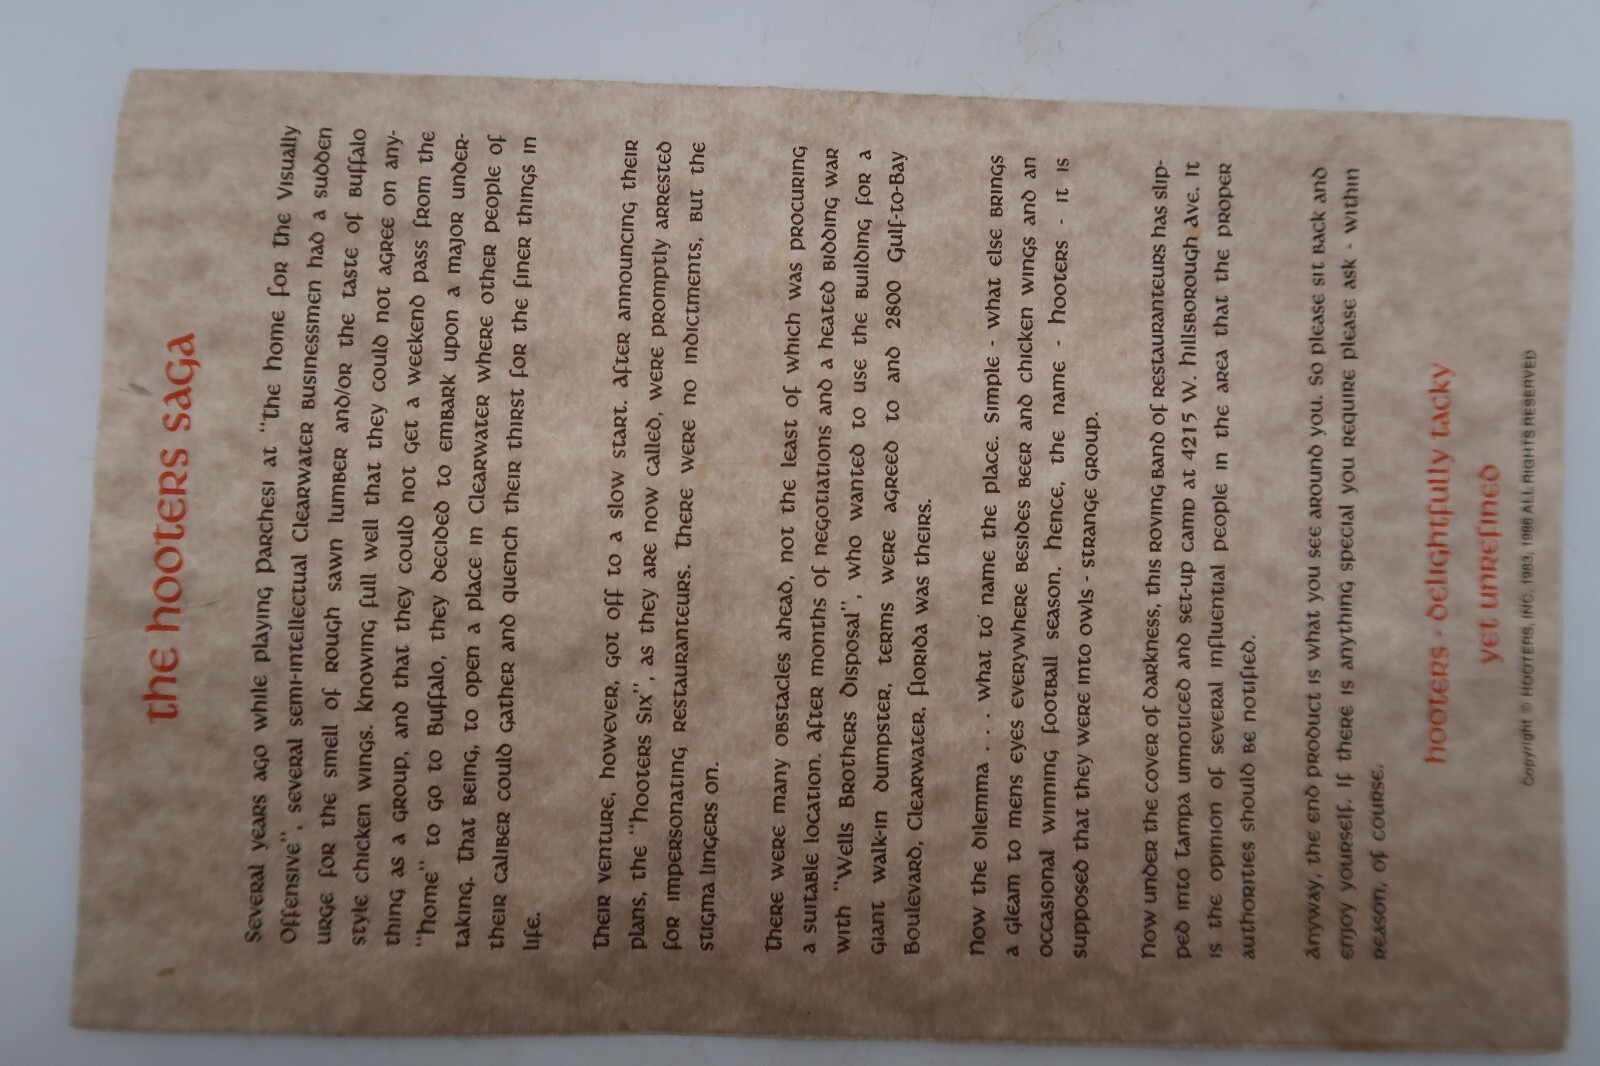 the hooters saga
Several years ago while playing parchesi at "the home for the Visually
Offensive", several semi-intellectual Clearwater businessmen had a sudden
urge for the smell of rough sawn lumber and/or the taste of Buffalo
style chicken wings. Knowing full well that they could not agree on any-
thing as a group, and that they could not get a weekend pass from the
"home" to go to Buffalo, they decided to embark upon a major under-
taking. That being, to open a place in Clearwater where other people of
their caliber could gather and quench their thirst for the finer things in
life.
Their venture, however, got off to a slow start. After announcing their
plans, the "Hooters Six", as they are now called, were promptly arrested
for impersonating restauranteurs. There were no indictments, but the
stigma lingers on.
There were many obstacles ahead, not the least of which was procuring
a suitable location. After months of negotiations and a heated bidding war
with "Wells Brothers Disposal", who wanted to use the building for a
giant walk-in dumpster, terms were agreed to and 2800 Gulf-to-Bay
Boulevard, Clearwater, Florida was theirs.
Now the dilemma . . . what to name the place. Simple - what else brings
a gleam to mens eyes everywhere besides beer and chicken wings and an
occasional winning football season. Hence, the name - hooters - it is
supposed that they were into owls - strange group.
Now under the cover of darkness, this roving band of restauranteurs has slip-
ped into Tampa unnoticed and set-up camp at 4215 W. Hillsborough Ave. It
is the opinion of several influential people in the area that the proper
authorities should be notified.
Anyway, the end product is what you see around you. So please sit back and
enjoy yourself. If there is anything special you require please ask - within
reason, of course.
hooters - delightfully tacky
yet unrefined
Copyright © HOOTERS, INC. 1983, 1986 ALL RIGHTS RESERVED